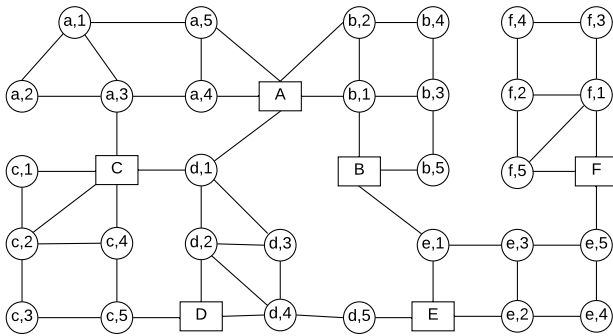 a,1 a,5 b,2 b,4 f,4 f,3
a,2 a,3 a,4 A b,1 b,3 f,2 f,1
c,1 C d,1 B b,5 f,5 F
c,2 c,4 d,2 d,3 e,1 e,3 e,5
c,3 c,5 D d,4 d,5 E e,2 e,4